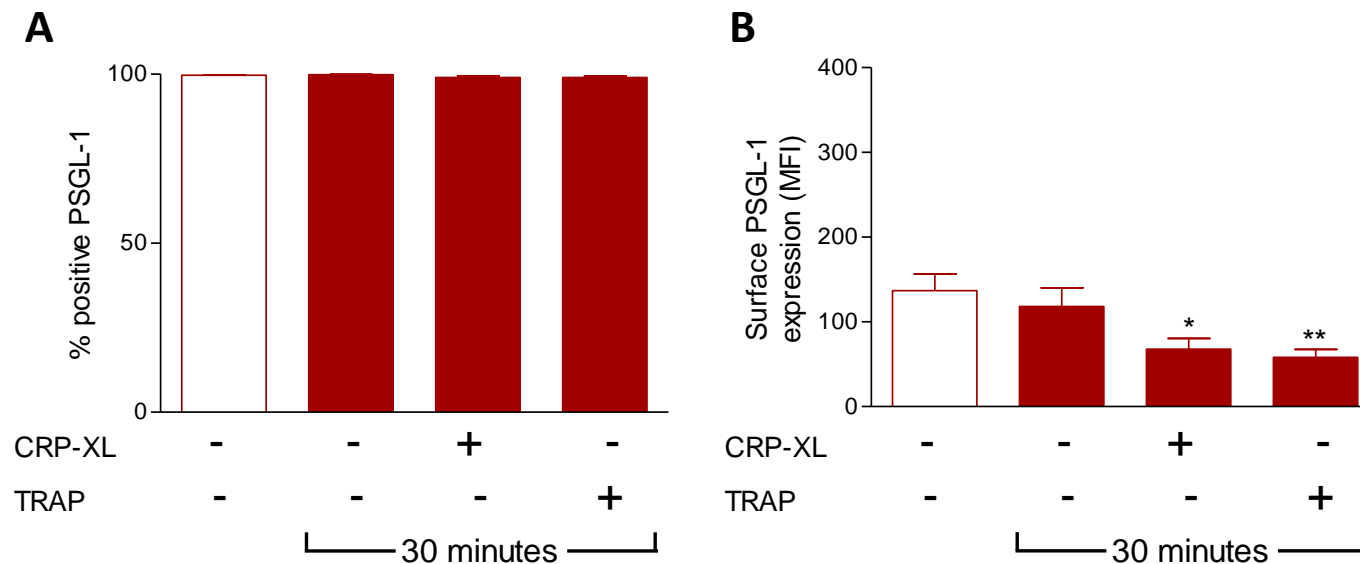 A
% positive PSGL-1
100
50
0
CRP-XL - - + -
TRAP - - - +
30 minutes
B
Surface PSGL-1
expression (MFI)
400
300
200
100
0
* **
CRP-XL - - + -
TRAP - - - +
30 minutes